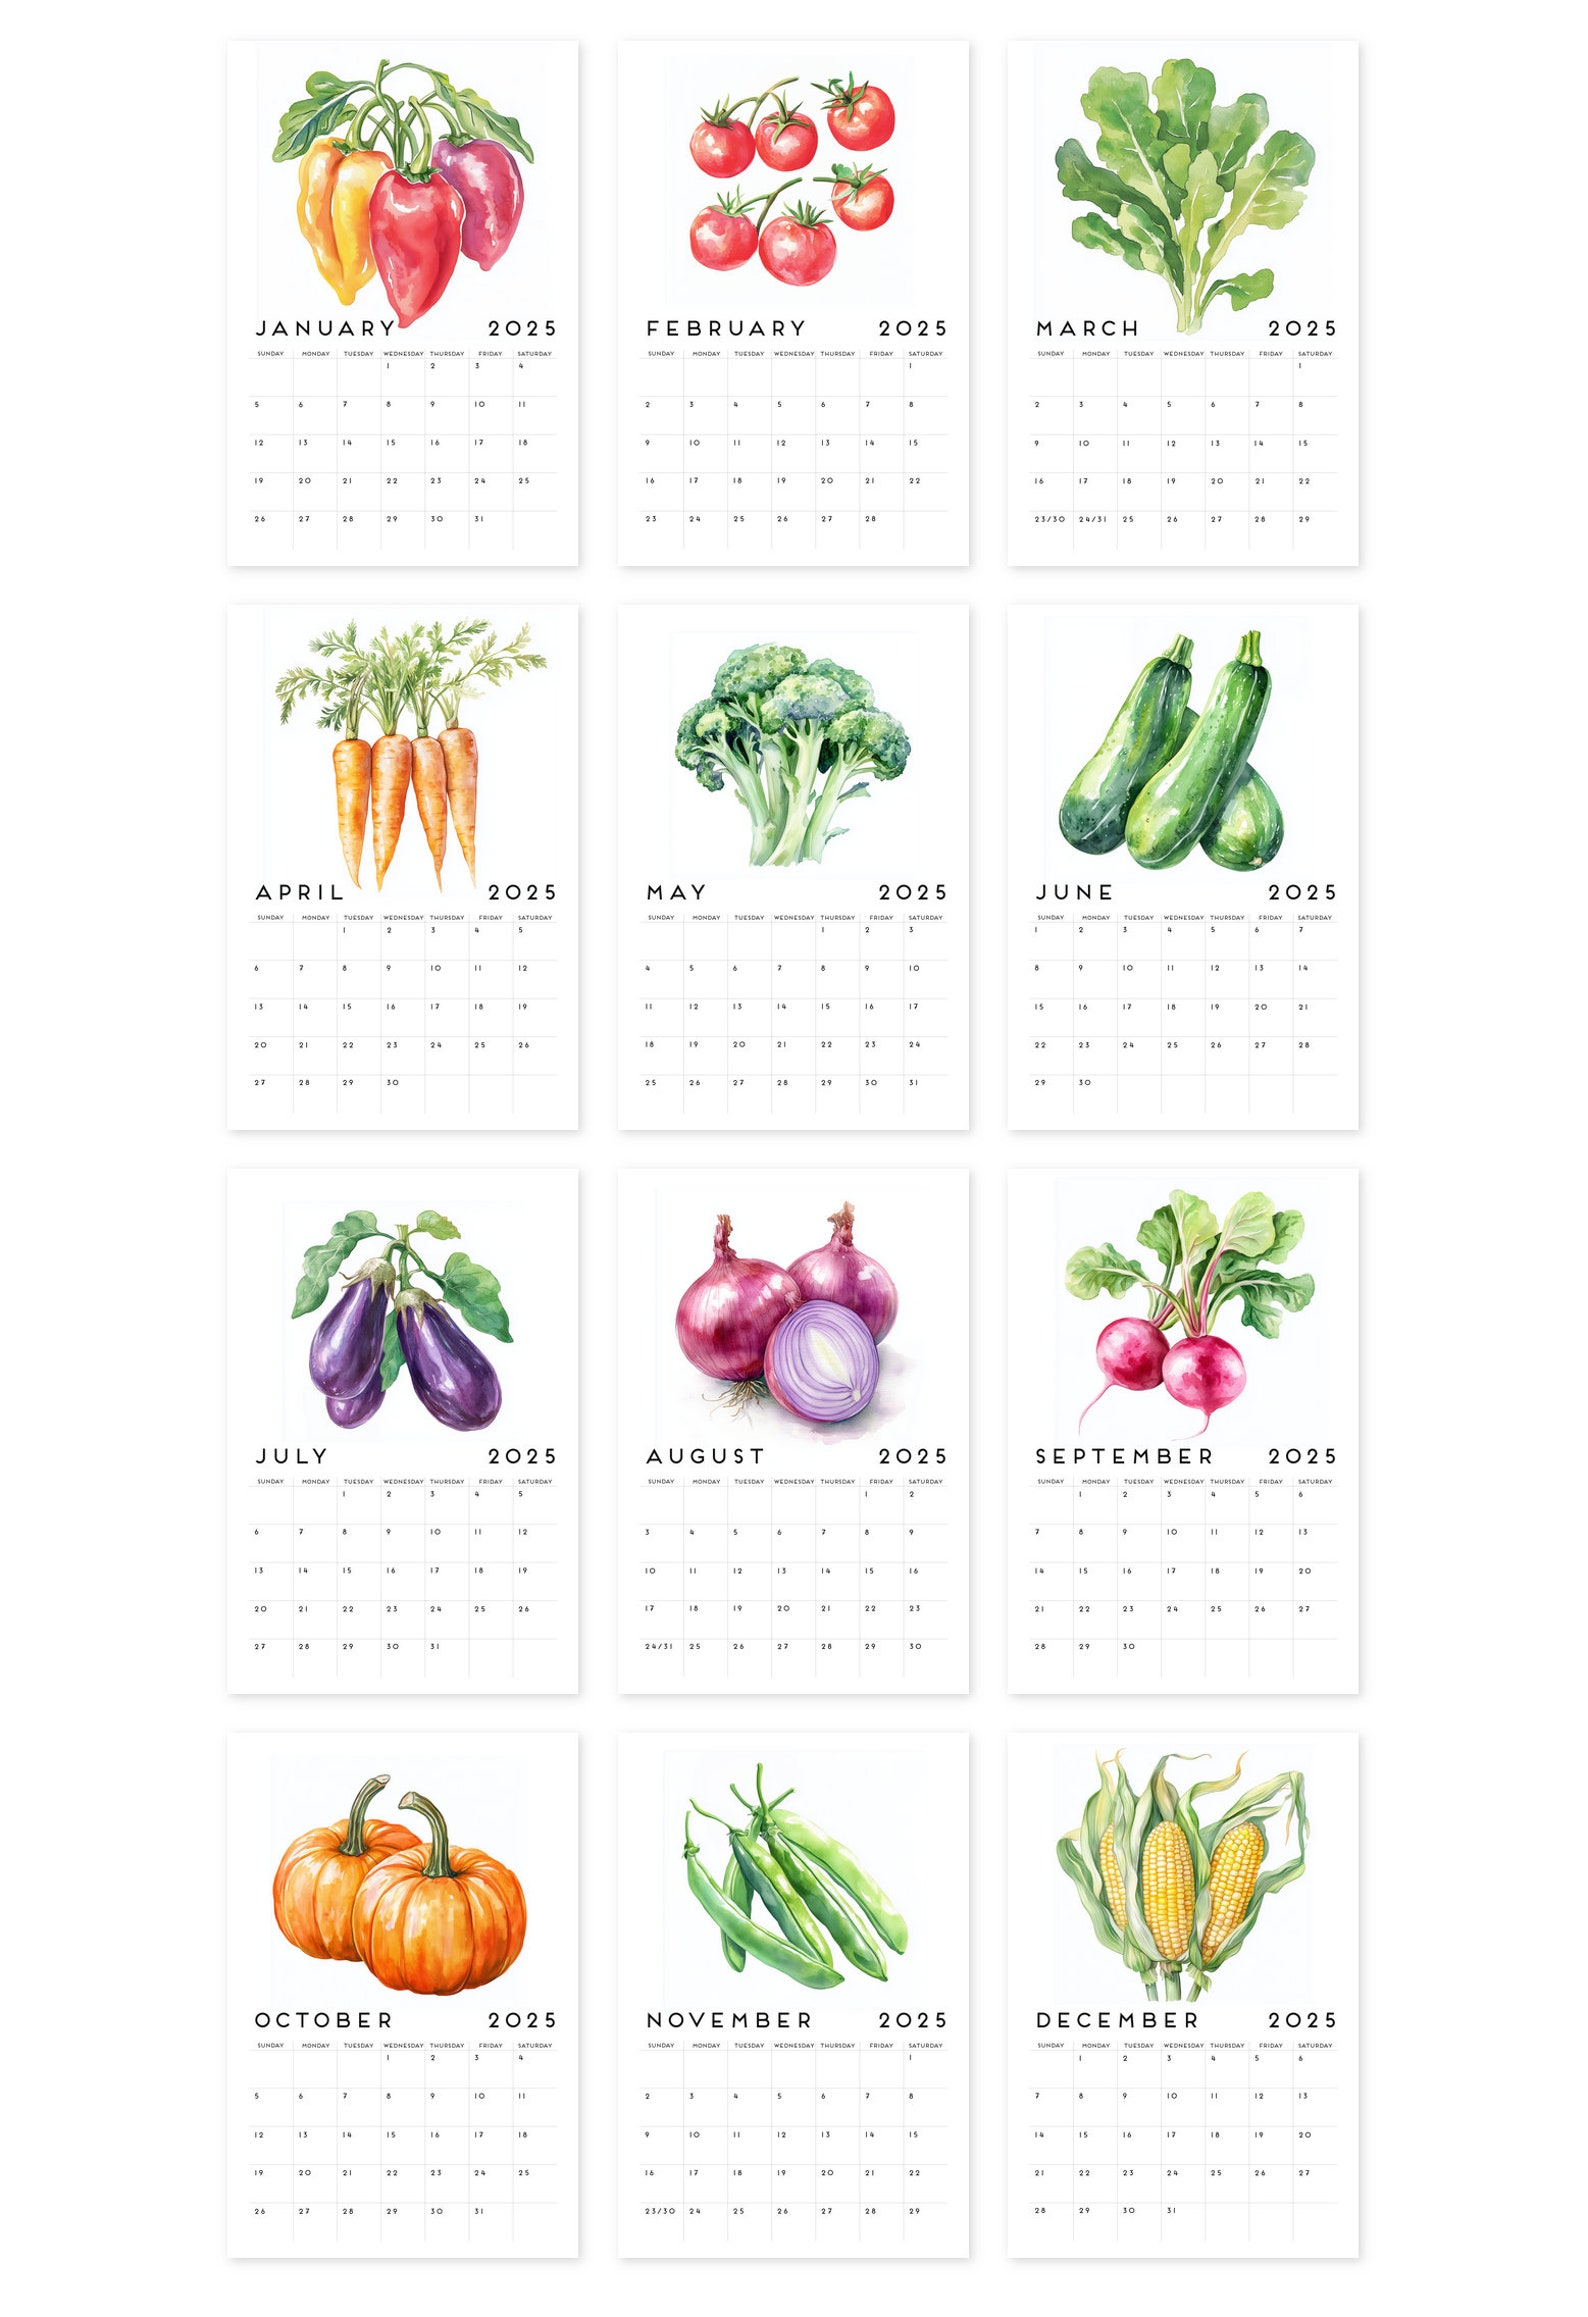 JANUARY 2025
SUNDAY MONDAY TUESDAY WEDNESDAY THURSDAY FRIDAY SATURDAY
1 2 3 4
5 6 7 8 9 10 11
12 13 14 15 16 17 18
19 20 21 22 23 24 25
26 27 28 29 30 31
FEBRUARY 2025
SUNDAY MONDAY TUESDAY WEDNESDAY THURSDAY FRIDAY SATURDAY
1
2 3 4 5 6 7 8
9 10 11 12 13 14 15
16 17 18 19 20 21 22
23 24 25 26 27 28
MARCH 2025
SUNDAY MONDAY TUESDAY WEDNESDAY THURSDAY FRIDAY SATURDAY
1
2 3 4 5 6 7 8
9 10 11 12 13 14 15
16 17 18 19 20 21 22
23/30 24/31 25 26 27 28 29
APRIL 2025
SUNDAY MONDAY TUESDAY WEDNESDAY THURSDAY FRIDAY SATURDAY
1 2 3 4 5
6 7 8 9 10 11 12
13 14 15 16 17 18 19
20 21 22 23 24 25 26
27 28 29 30
MAY 2025
SUNDAY MONDAY TUESDAY WEDNESDAY THURSDAY FRIDAY SATURDAY
1 2 3
4 5 6 7 8 9 10
11 12 13 14 15 16 17
18 19 20 21 22 23 24
25 26 27 28 29 30 31
JUNE 2025
SUNDAY MONDAY TUESDAY WEDNESDAY THURSDAY FRIDAY SATURDAY
1 2 3 4 5 6 7
8 9 10 11 12 13 14
15 16 17 18 19 20 21
22 23 24 25 26 27 28
29 30
JULY 2025
SUNDAY MONDAY TUESDAY WEDNESDAY THURSDAY FRIDAY SATURDAY
1 2 3 4 5
6 7 8 9 10 11 12
13 14 15 16 17 18 19
20 21 22 23 24 25 26
27 28 29 30 31
AUGUST 2025
SUNDAY MONDAY TUESDAY WEDNESDAY THURSDAY FRIDAY SATURDAY
1 2
3 4 5 6 7 8 9
10 11 12 13 14 15 16
17 18 19 20 21 22 23
24/31 25 26 27 28 29 30
SEPTEMBER 2025
SUNDAY MONDAY TUESDAY WEDNESDAY THURSDAY FRIDAY SATURDAY
1 2 3 4 5 6
7 8 9 10 11 12 13
14 15 16 17 18 19 20
21 22 23 24 25 26 27
28 29 30
OCTOBER 2025
SUNDAY MONDAY TUESDAY WEDNESDAY THURSDAY FRIDAY SATURDAY
1 2 3 4
5 6 7 8 9 10 11
12 13 14 15 16 17 18
19 20 21 22 23 24 25
26 27 28 29 30 31
NOVEMBER 2025
SUNDAY MONDAY TUESDAY WEDNESDAY THURSDAY FRIDAY SATURDAY
1
2 3 4 5 6 7 8
9 10 11 12 13 14 15
16 17 18 19 20 21 22
23/30 24 25 26 27 28 29
DECEMBER 2025
SUNDAY MONDAY TUESDAY WEDNESDAY THURSDAY FRIDAY SATURDAY
1 2 3 4 5 6
7 8 9 10 11 12 13
14 15 16 17 18 19 20
21 22 23 24 25 26 27
28 29 30 31